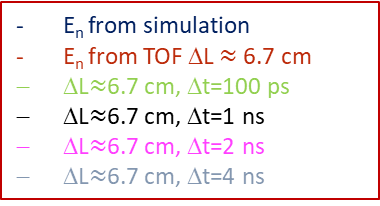 - Eₙ from simulation
- Eₙ from TOF ΔL ≈ 6.7 cm
– ΔL≈6.7 cm, Δt=100 ps
– ΔL≈6.7 cm, Δt=1 ns
– ΔL≈6.7 cm, Δt=2 ns
– ΔL≈6.7 cm, Δt=4 ns